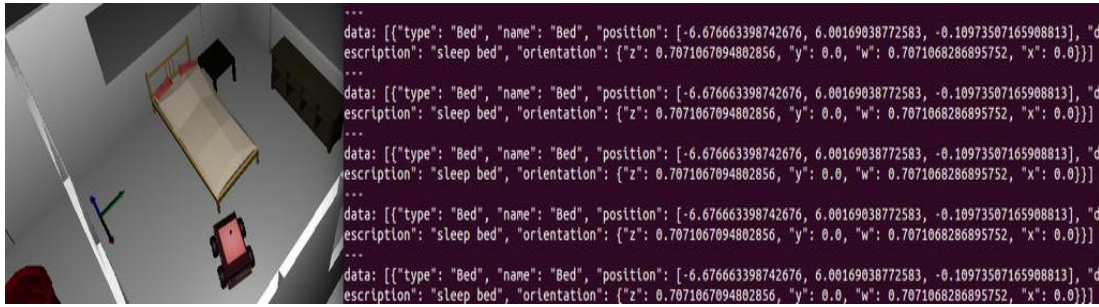 ---
data: [{"type": "Bed", "name": "Bed", "position": [-6.676663398742676, 6.00169038772583, -0.10973507165908813], "d
escription": "sleep bed", "orientation": {"z": 0.7071067094802856, "y": 0.0, "w": 0.7071068286895752, "x": 0.0}}]
---
data: [{"type": "Bed", "name": "Bed", "position": [-6.676663398742676, 6.00169038772583, -0.10973507165908813], "d
escription": "sleep bed", "orientation": {"z": 0.7071067094802856, "y": 0.0, "w": 0.7071068286895752, "x": 0.0}}]
---
data: [{"type": "Bed", "name": "Bed", "position": [-6.676663398742676, 6.00169038772583, -0.10973507165908813], "d
escription": "sleep bed", "orientation": {"z": 0.7071067094802856, "y": 0.0, "w": 0.7071068286895752, "x": 0.0}}]
---
data: [{"type": "Bed", "name": "Bed", "position": [-6.676663398742676, 6.00169038772583, -0.10973507165908813], "d
escription": "sleep bed", "orientation": {"z": 0.7071067094802856, "y": 0.0, "w": 0.7071068286895752, "x": 0.0}}]
---
data: [{"type": "Bed", "name": "Bed", "position": [-6.676663398742676, 6.00169038772583, -0.10973507165908813], "d
escription": "sleep bed", "orientation": {"z": 0.7071067094802856, "y": 0.0, "w": 0.7071068286895752, "x": 0.0}}]